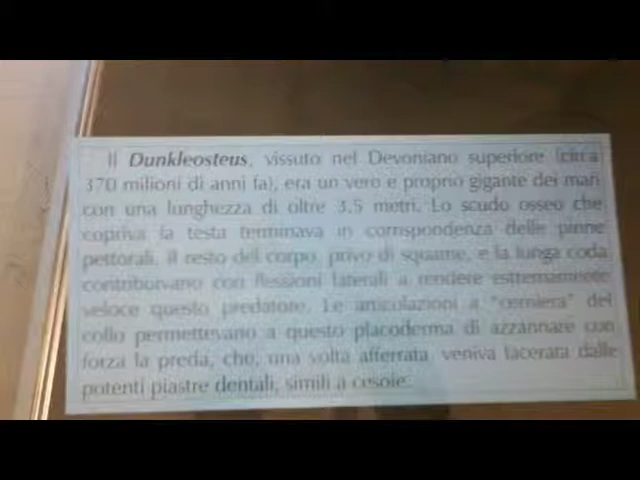 Il Dunkleosteus, vissuto nel Devoniano superiore (circa
370 milioni di anni fa), era un vero e proprio gigante dei mari
con una lunghezza di oltre 3,5 metri. Lo scudo osseo che
copriva la testa terminava in corrispondenza delle pinne
pettorali. Il resto del corpo, privo di squame, e la lunga coda
contribuivano con flessioni laterali a rendere estremamente
veloce questo predatore. Le articolazioni a "cerniera" del
collo permettevano a questo placoderma di azzannare con
forza la preda, che, una volta afferrata, veniva lacerata dalle
potenti piastre dentali, simili a cesoie.